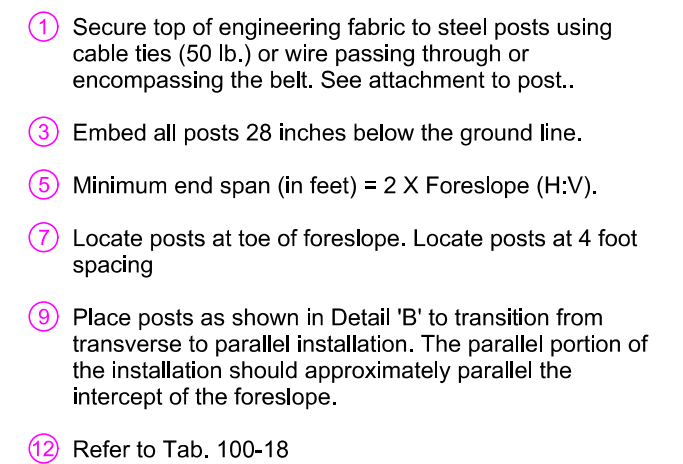 1 Secure top of engineering fabric to steel posts using
cable ties (50 lb.) or wire passing through or
encompassing the belt. See attachment to post..
3 Embed all posts 28 inches below the ground line.
5 Minimum end span (in feet) = 2 X Foreslope (H:V).
7 Locate posts at toe of foreslope. Locate posts at 4 foot
spacing
9 Place posts as shown in Detail 'B' to transition from
transverse to parallel installation. The parallel portion of
the installation should approximately parallel the
intercept of the foreslope.
12 Refer to Tab. 100-18